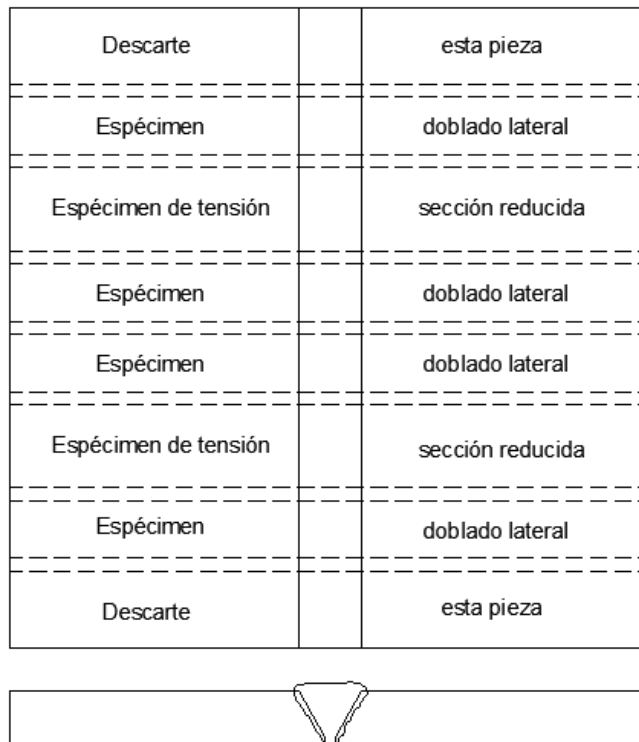 Descarte esta pieza
Espécimen doblado lateral
Espécimen de tensión sección reducida
Espécimen doblado lateral
Espécimen doblado lateral
Espécimen de tensión sección reducida
Espécimen doblado lateral
Descarte esta pieza